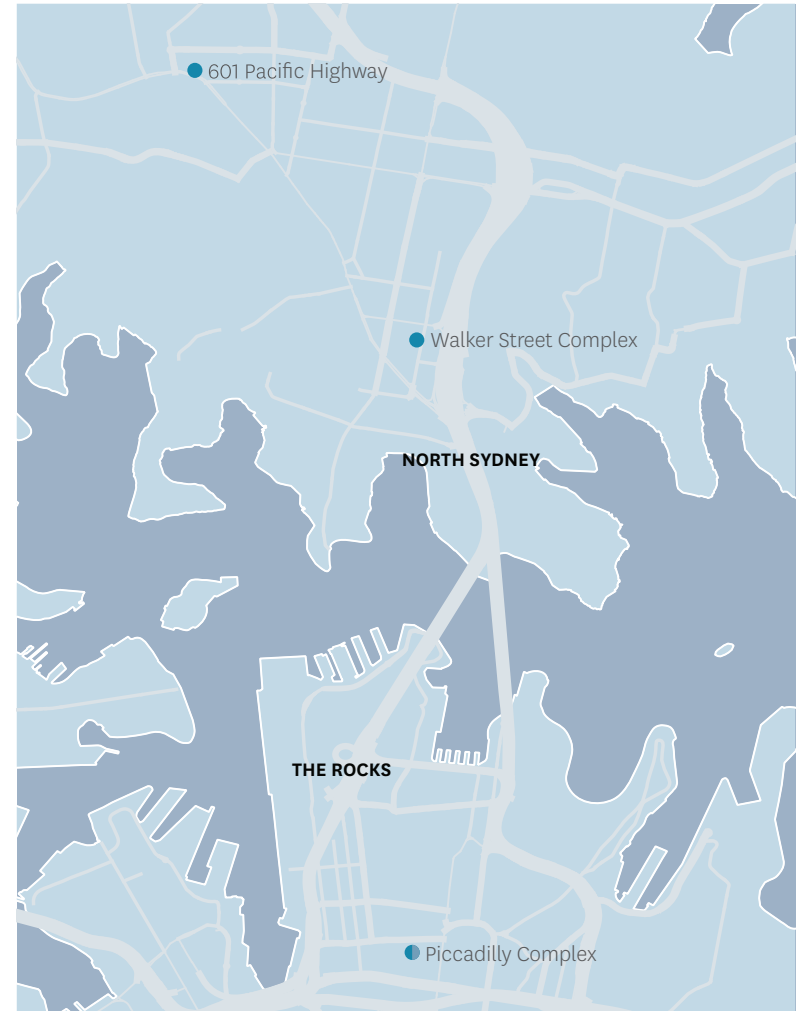 601 Pacific Highway
Walker Street Complex
NORTH SYDNEY
THE ROCKS
Piccadilly Complex